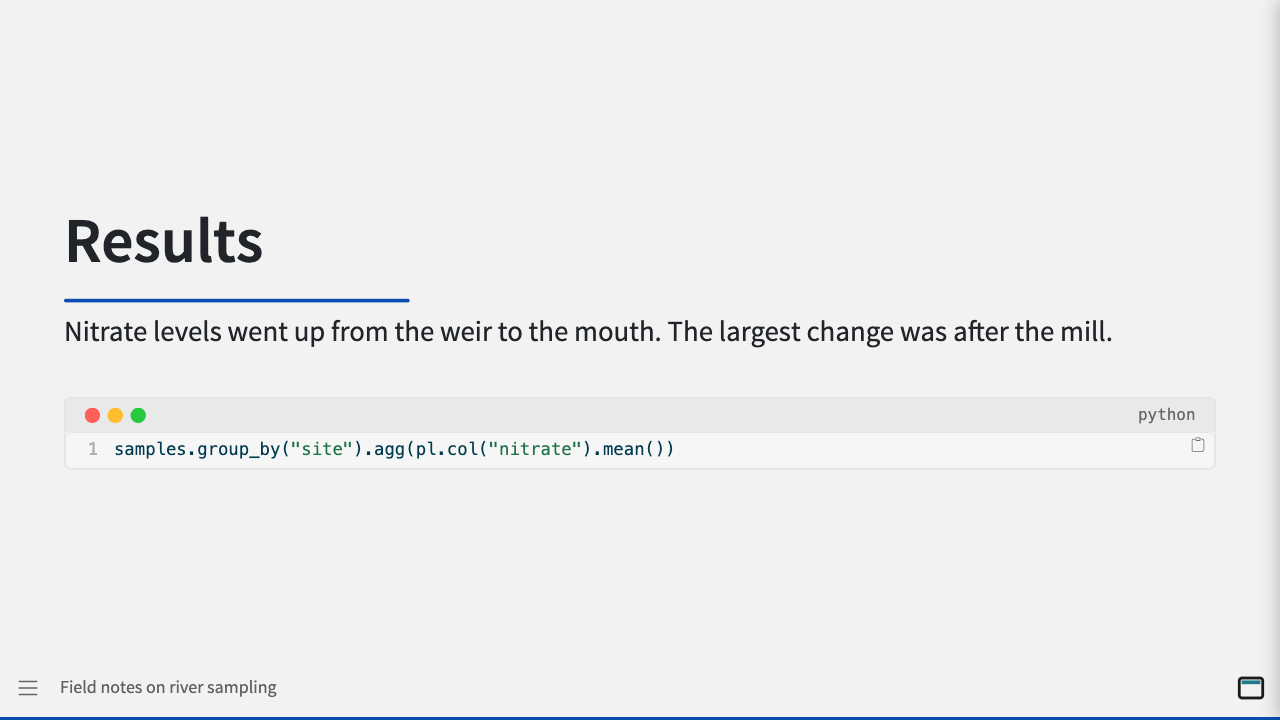 Results
Nitrate levels went up from the weir to the mouth. The largest change was after the mill.
python
1 samples.group_by("site").agg(pl.col("nitrate").mean())
Field notes on river sampling